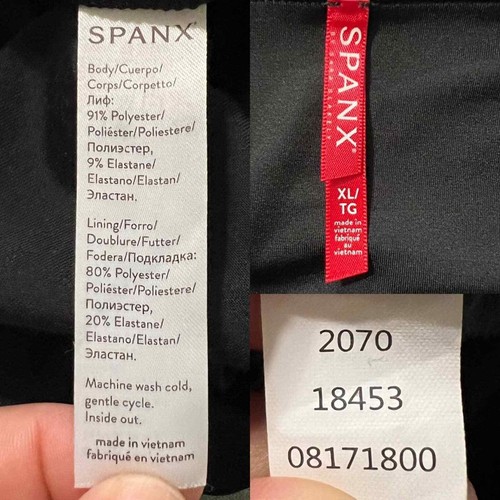 SPANX®
Body/Cuerpo/
Corps/Corpetto/
Лиф:
91% Polyester/
Poliéster/Poliestere/
Полиэстер,
9% Elastane/
Elastano/Elastan/
Эластан.
Lining/Forro/
Doublure/Futter/
Fodera/Подкладка:
80% Polyester/
Poliéster/Poliestere/
Полиэстер,
20% Elastane/
Elastano/Elastan/
Эластан.
Machine wash cold,
gentle cycle.
Inside out.
made in vietnam
fabriqué en vietnam
SPANX®
BY SARA BLAKELY
XL/
TG
made in
vietnam
fabriqué
au
vietnam
2070
18453
08171800